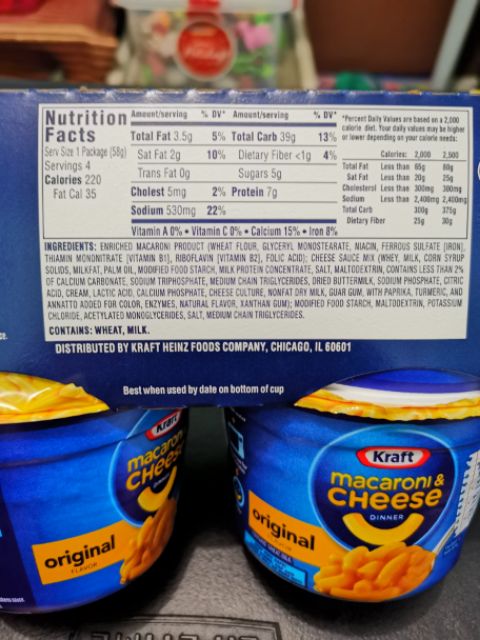 Nutrition Facts
Serv Size 1 Package (58g)
Servings 4
Calories 220
Fat Cal 35
Amount/serving % DV* Amount/serving % DV*
Total Fat 3.5g 5% Total Carb 39g 13%
Sat Fat 2g 10% Dietary Fiber <1g 4%
Trans Fat 0g Sugars 5g
Cholest 5mg 2% Protein 7g
Sodium 530mg 22%
Vitamin A 0% • Vitamin C 0% • Calcium 15% • Iron 8%
*Percent Daily Values are based on a 2,000
calorie diet. Your daily values may be higher
or lower depending on your calorie needs:
Calories: 2,000 2,500
Total Fat Less than 65g 80g
Sat Fat Less than 20g 25g
Cholesterol Less than 300mg 300mg
Sodium Less than 2,400mg 2,400mg
Total Carb 300g 375g
Dietary Fiber 25g 30g
INGREDIENTS: ENRICHED MACARONI PRODUCT (WHEAT FLOUR, GLYCERYL MONOSTEARATE, NIACIN, FERROUS SULFATE [IRON],
THIAMIN MONONITRATE [VITAMIN B1], RIBOFLAVIN [VITAMIN B2], FOLIC ACID); CHEESE SAUCE MIX (WHEY, MILK, CORN SYRUP
SOLIDS, MILKFAT, PALM OIL, MODIFIED FOOD STARCH, MILK PROTEIN CONCENTRATE, SALT, MALTODEXTRIN, CONTAINS LESS THAN 2%
OF CALCIUM CARBONATE, SODIUM TRIPHOSPHATE, MEDIUM CHAIN TRIGLYCERIDES, DRIED BUTTERMILK, SODIUM PHOSPHATE, CITRIC
ACID, CREAM, LACTIC ACID, CALCIUM PHOSPHATE, CHEESE CULTURE, NONFAT DRY MILK, GUAR GUM, WITH PAPRIKA, TURMERIC, AND
ANNATTO ADDED FOR COLOR, ENZYMES, NATURAL FLAVOR, XANTHAN GUM); MODIFIED FOOD STARCH, MALTODEXTRIN, POTASSIUM
CHLORIDE, ACETYLATED MONOGLYCERIDES, SALT, MEDIUM CHAIN TRIGLYCERIDES.
CONTAINS: WHEAT, MILK.
DISTRIBUTED BY KRAFT HEINZ FOODS COMPANY, CHICAGO, IL 60601
Best when used by date on bottom of cup
Kraft
macaroni
CHEESE
original
FLAVOR
Kraft
macaroni &
CHEESE
DINNER
original
FLAVOR